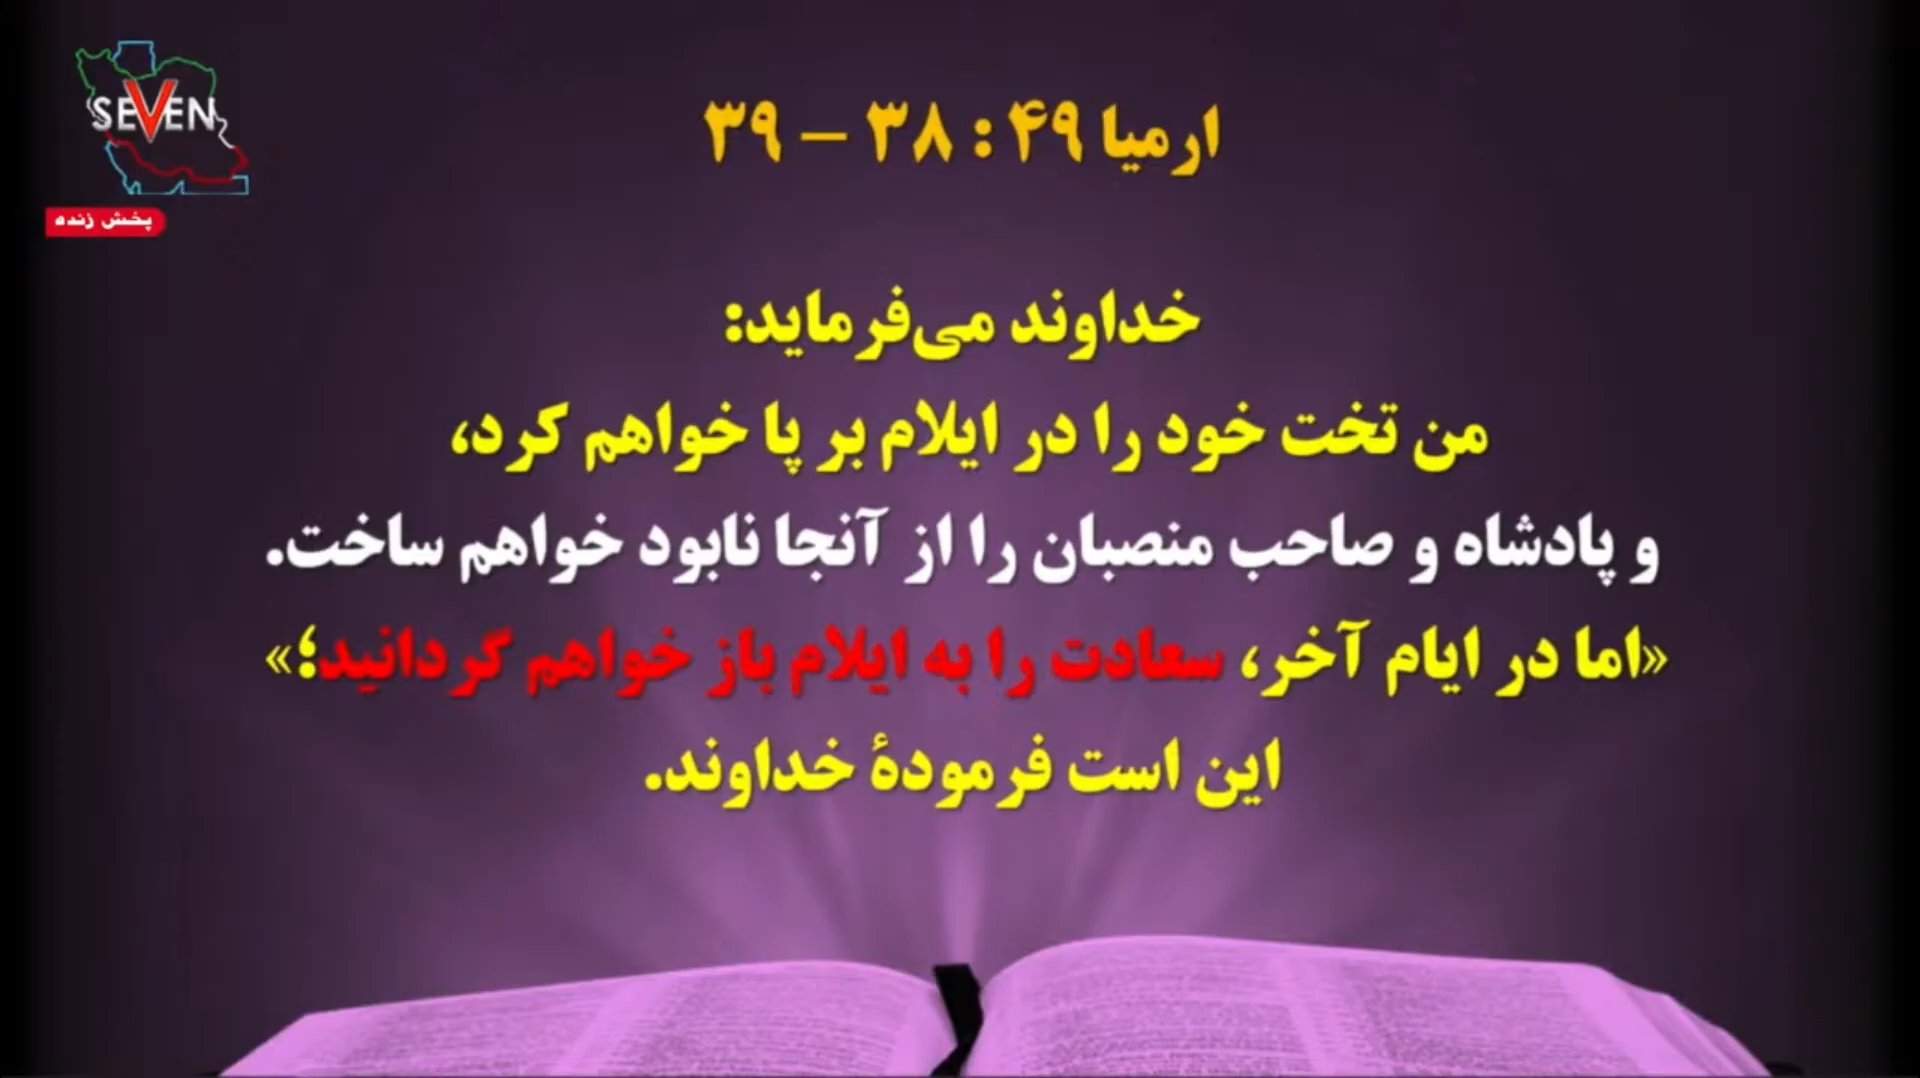 SEVEN
پخش زنده
ارمیا ۴۹ : ۳۸ – ۳۹
خداوند می‌فرماید:
من تخت خود را در ایلام بر پا خواهم کرد،
و پادشاه و صاحب منصبان را از آنجا نابود خواهم ساخت.
«اما در ایام آخر، سعادت را به ایلام باز خواهم گردانید؛»
این است فرمودهٔ خداوند.